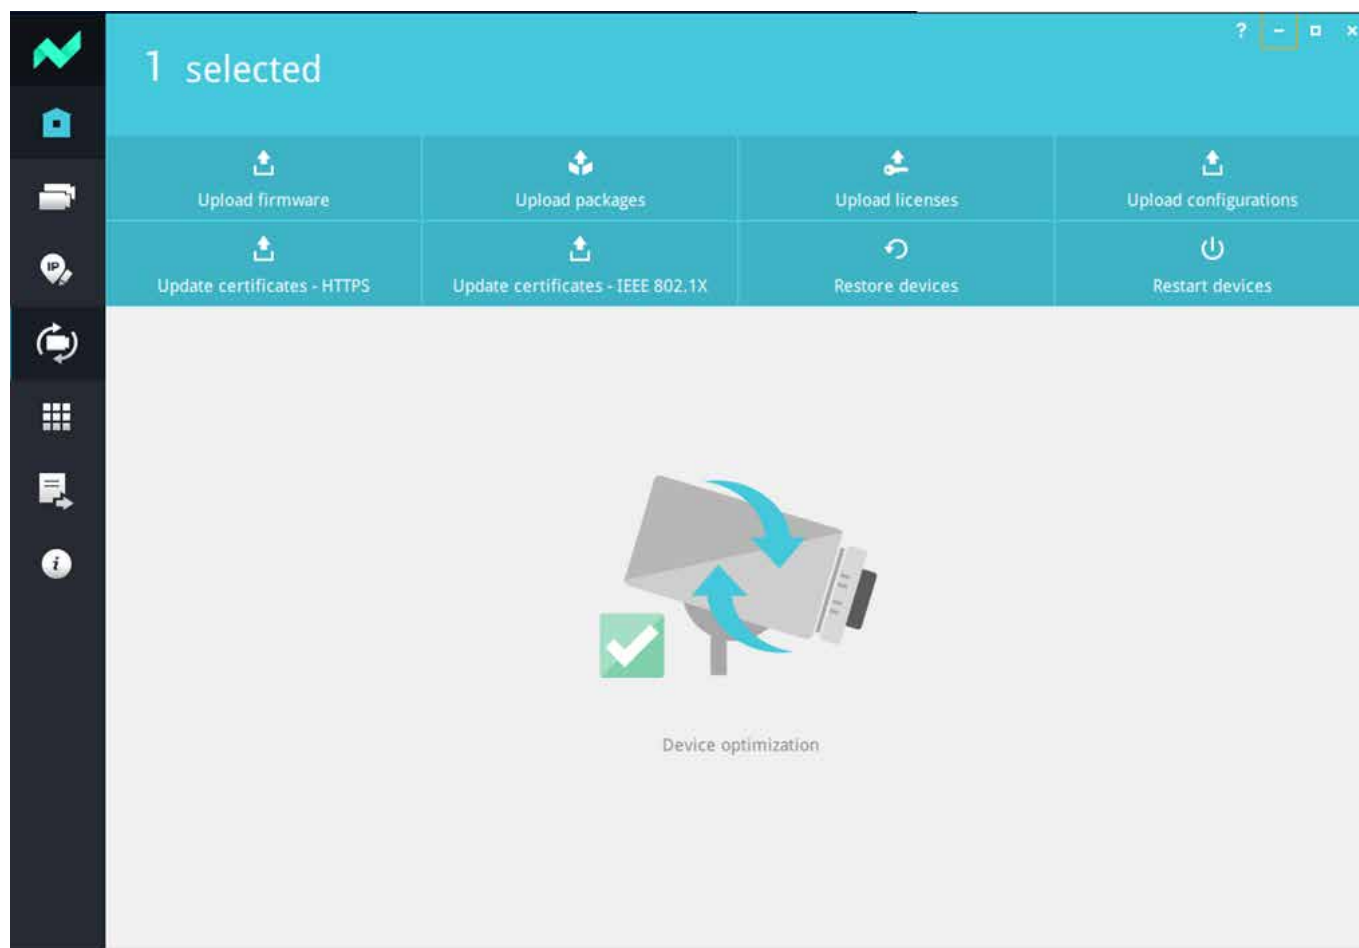 1 selected
?
Upload firmware
Upload packages
Upload licenses
Upload configurations
Update certificates - HTTPS
Update certificates - IEEE 802.1X
Restore devices
Restart devices
IP
i
Device optimization